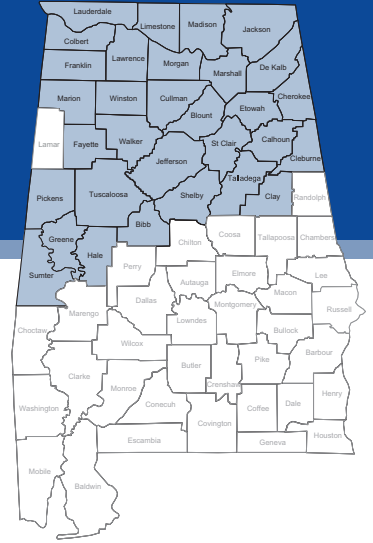 Lauderdale
Limestone
Madison
Jackson
Colbert
Lawrence
Franklin
Morgan
De Kalb
Marshall
Marion
Winston
Cullman
Cherokee
Etowah
Blount
Lamar
Fayette
Walker
St Clair
Calhoun
Jefferson
Cleburne
Talladega
Pickens
Tuscaloosa
Shelby
Clay
Randolph
Bibb
Greene
Hale
Chilton
Coosa
Tallapoosa
Chambers
Sumter
Perry
Elmore
Lee
Autauga
Macon
Dallas
Montgomery
Russell
Marengo
Lowndes
Choctaw
Bullock
Wilcox
Barbour
Butler
Pike
Clarke
Crenshaw
Monroe
Henry
Washington
Conecuh
Coffee
Dale
Covington
Houston
Escambia
Geneva
Mobile
Baldwin